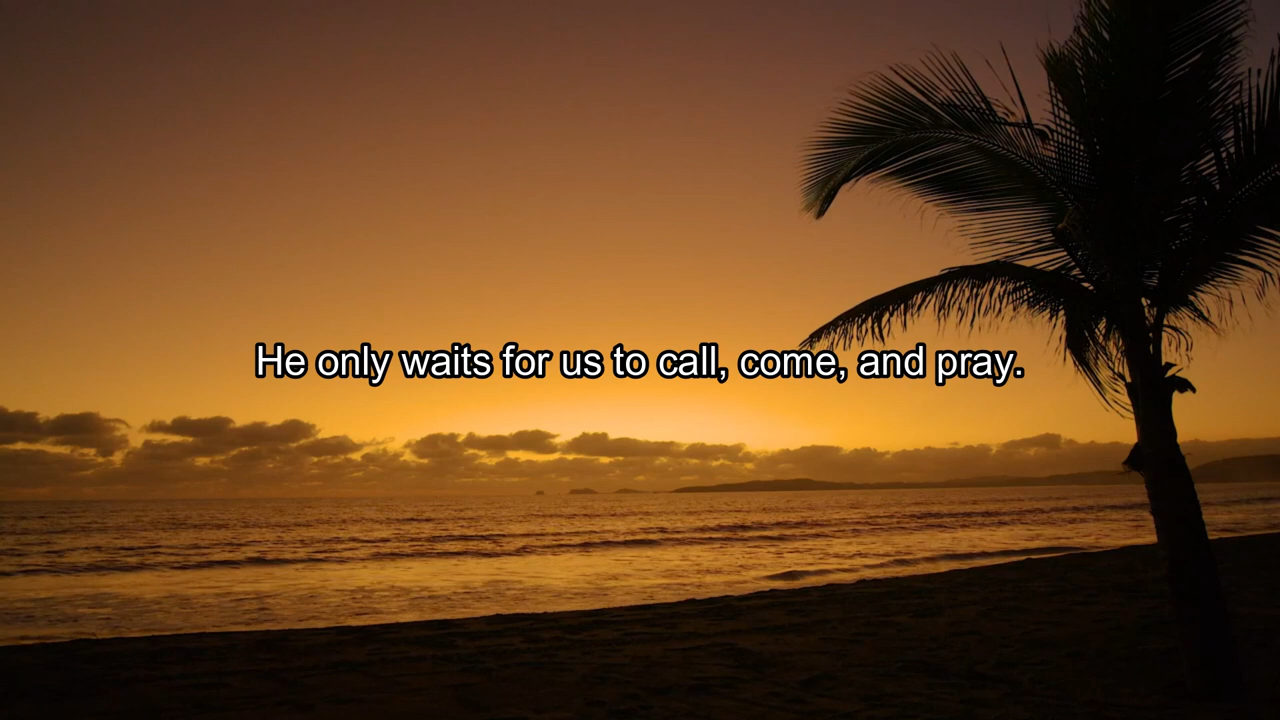 He only waits for us to call, come, and pray.